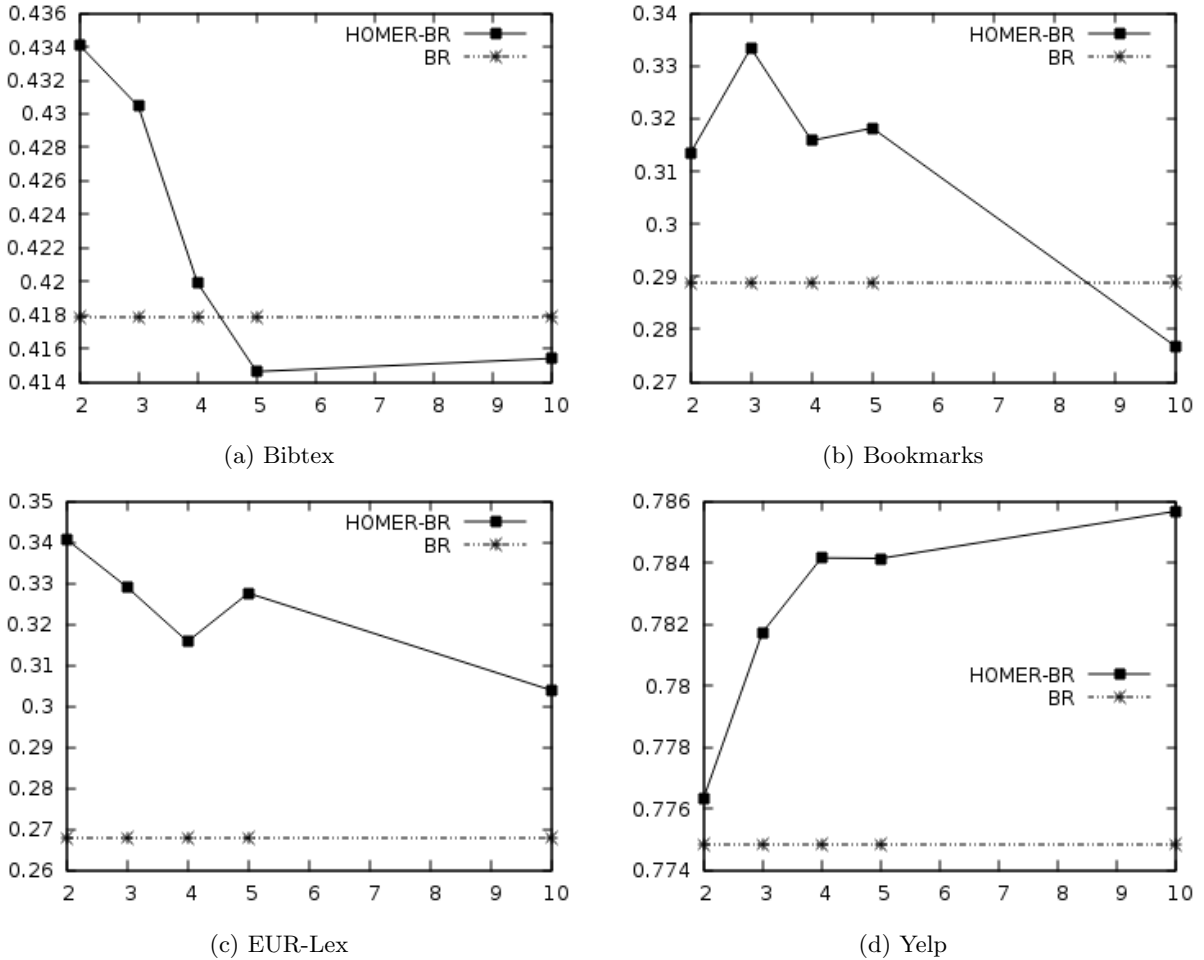 0.436
0.434
0.432
0.43
0.428
0.426
0.424
0.422
0.42
0.418
0.416
0.414
2 3 4 5 6 7 8 9 10
HOMER-BR
BR
(a) Bibtex
0.34
0.33
0.32
0.31
0.3
0.29
0.28
0.27
2 3 4 5 6 7 8 9 10
HOMER-BR
BR
(b) Bookmarks
0.35
0.34
0.33
0.32
0.31
0.3
0.29
0.28
0.27
0.26
2 3 4 5 6 7 8 9 10
HOMER-BR
BR
(c) EUR-Lex
0.786
0.784
0.782
0.78
0.778
0.776
0.774
2 3 4 5 6 7 8 9 10
HOMER-BR
BR
(d) Yelp